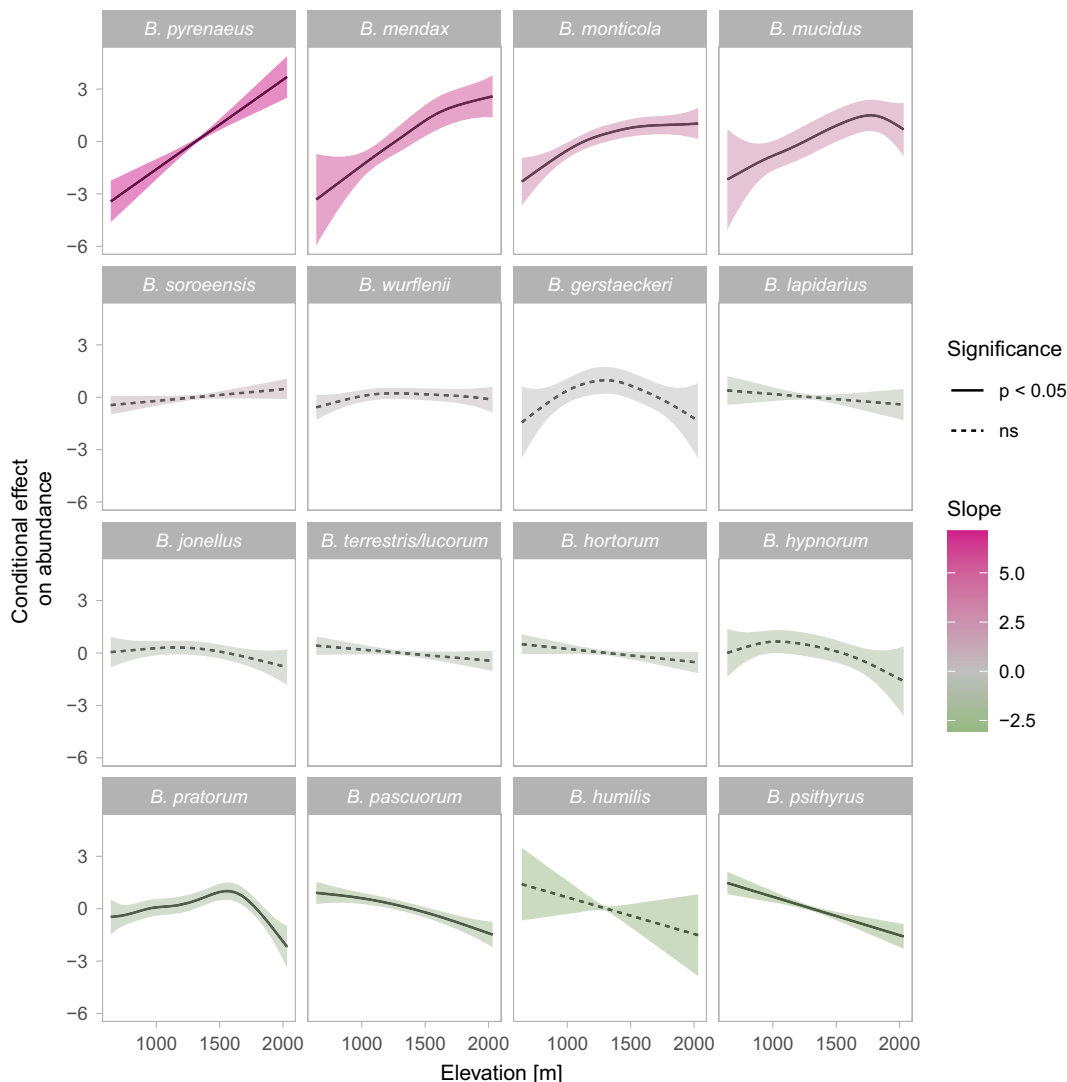 B. pyrenaeus B. mendax B. monticola B. mucidus
3
0
−3
−6
B. soroeensis B. wurflenii B. gerstaeckeri B. lapidarius
3
0
−3
−6
B. jonellus B. terrestris/lucorum B. hortorum B. hypnorum
3
0
−3
−6
B. pratorum B. pascuorum B. humilis B. psithyrus
3
0
−3
−6
1000 1500 2000 1000 1500 2000 1000 1500 2000 1000 1500 2000
Elevation [m]
Conditional effect
on abundance
Significance
p < 0.05
ns
Slope
5.0
2.5
0.0
−2.5